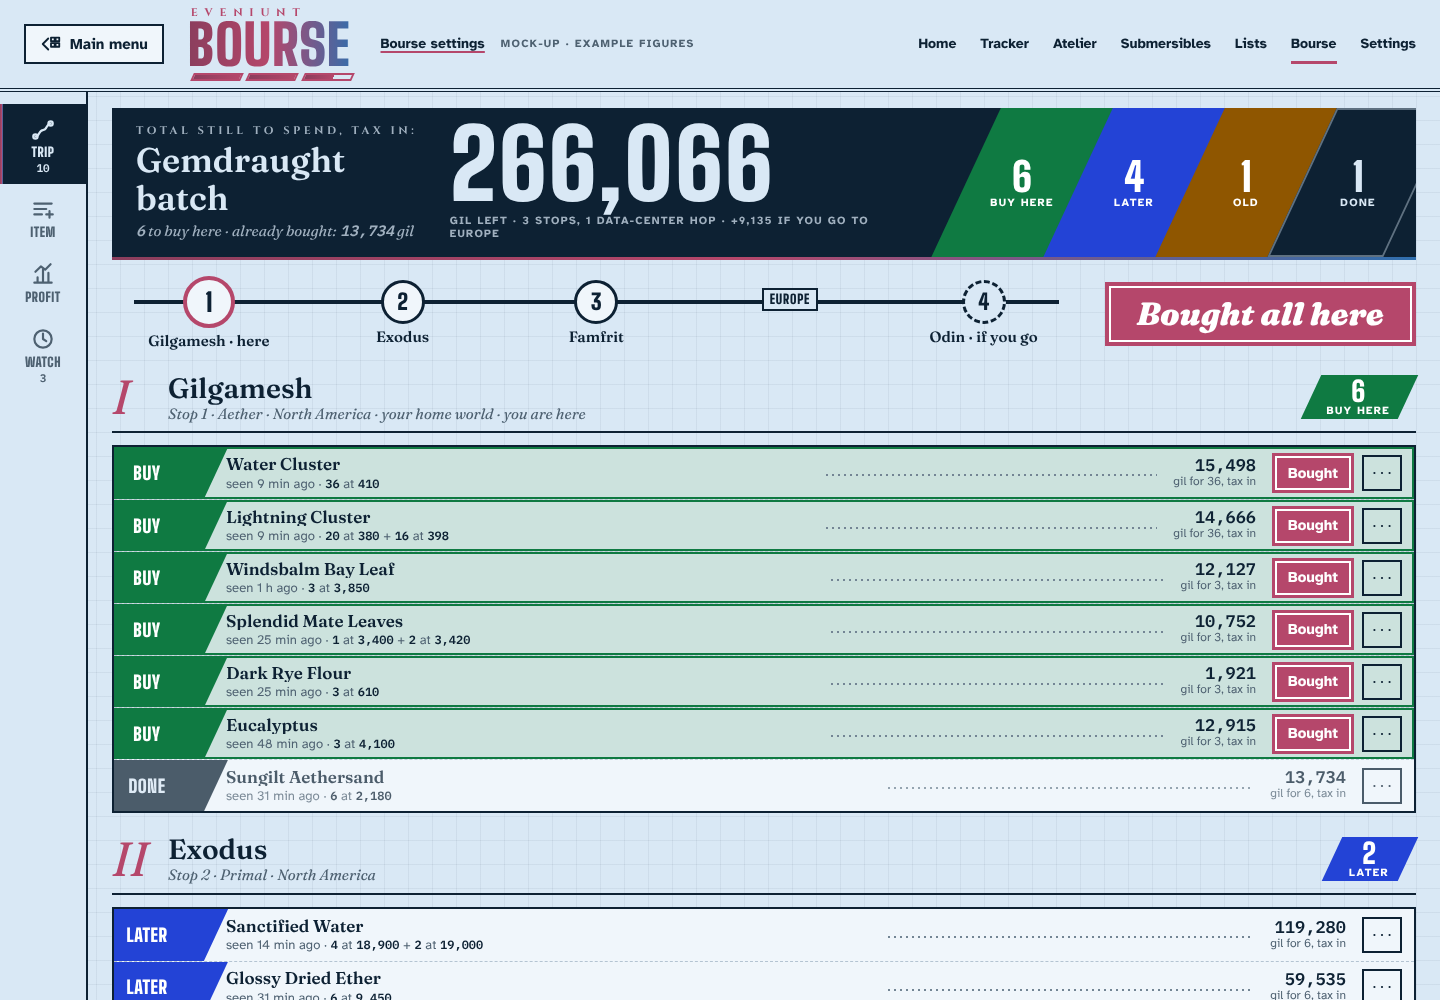 Main menu
EVENIUNT
BOURSE
Bourse settings
MOCK-UP · EXAMPLE FIGURES
Home
Tracker
Atelier
Submersibles
Lists
Bourse
Settings
TRIP
10
ITEM
PROFIT
WATCH
3
TOTAL STILL TO SPEND, TAX IN:
Gemdraught
batch
6 to buy here · already bought: 13,734 gil
266,066
GIL LEFT · 3 STOPS, 1 DATA-CENTER HOP · +9,135 IF YOU GO TO
EUROPE
6
BUY HERE
4
LATER
1
OLD
1
DONE
1
Gilgamesh · here
2
Exodus
3
Famfrit
EUROPE
4
Odin · if you go
Bought all here
I
Gilgamesh
Stop 1 · Aether · North America · your home world · you are here
6
BUY HERE
BUY
Water Cluster
seen 9 min ago · 36 at 410
15,498
gil for 36, tax in
Bought
...
BUY
Lightning Cluster
seen 9 min ago · 20 at 380 + 16 at 398
14,666
gil for 36, tax in
Bought
...
BUY
Windsbalm Bay Leaf
seen 1 h ago · 3 at 3,850
12,127
gil for 3, tax in
Bought
...
BUY
Splendid Mate Leaves
seen 25 min ago · 1 at 3,400 + 2 at 3,420
10,752
gil for 3, tax in
Bought
...
BUY
Dark Rye Flour
seen 25 min ago · 3 at 610
1,921
gil for 3, tax in
Bought
...
BUY
Eucalyptus
seen 48 min ago · 3 at 4,100
12,915
gil for 3, tax in
Bought
...
DONE
Sungilt Aethersand
seen 31 min ago · 6 at 2,180
13,734
gil for 6, tax in
...
II
Exodus
Stop 2 · Primal · North America
2
LATER
LATER
Sanctified Water
seen 14 min ago · 4 at 18,900 + 2 at 19,000
119,280
gil for 6, tax in
...
LATER
Glossy Dried Ether
seen 31 min ago · 6 at 9,450
59,535
gil for 6, tax in
...